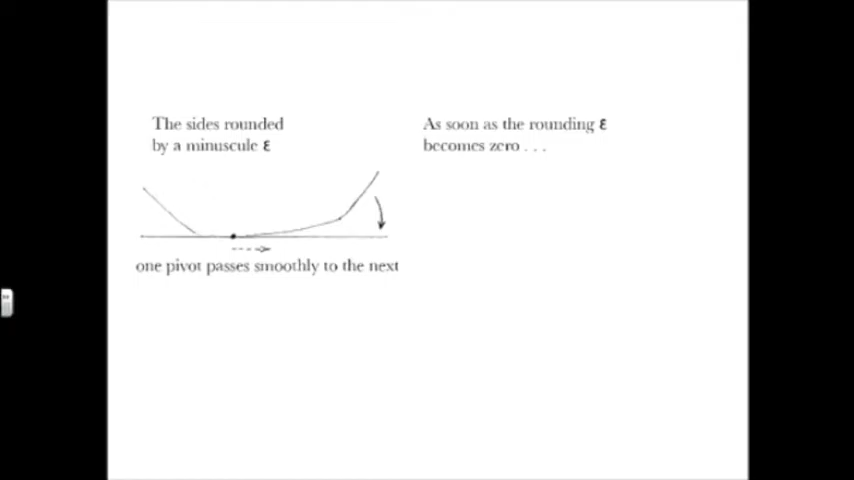 The sides rounded
by a minuscule ε
As soon as the rounding ε
becomes zero . . .
one pivot passes smoothly to the next